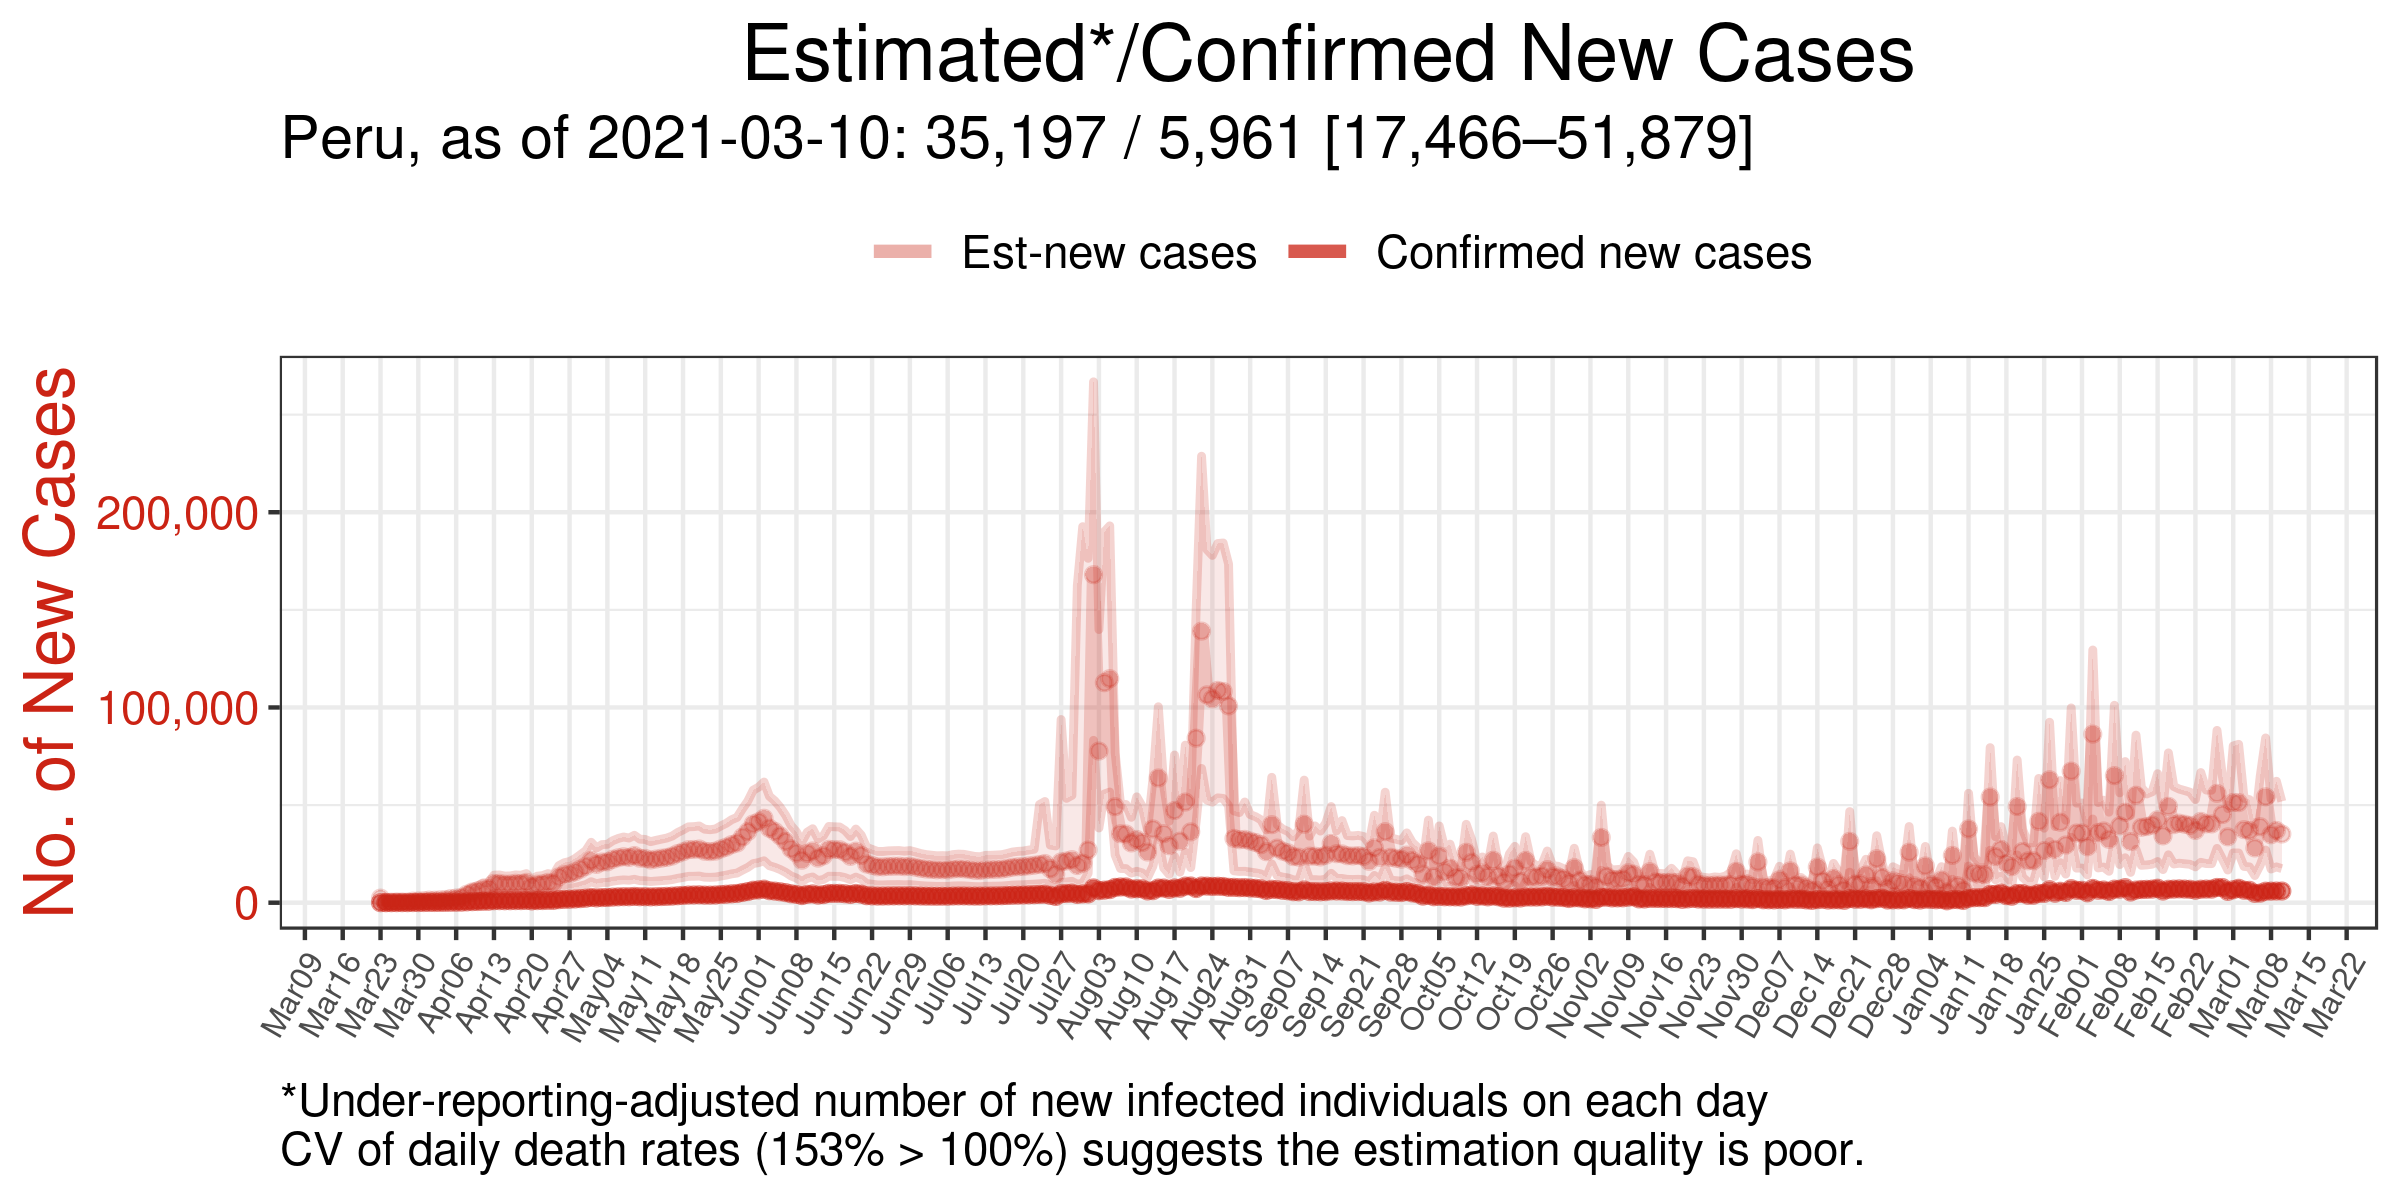 Estimated*/Confirmed New Cases
Peru, as of 2021-03-10: 35,197 / 5,961 [17,466–51,879]
Est-new cases
Confirmed new cases
No. of New Cases
200,000
100,000
0
Mar09
Mar16
Mar23
Mar30
Apr06
Apr13
Apr20
Apr27
May04
May11
May18
May25
Jun01
Jun08
Jun15
Jun22
Jun29
Jul06
Jul13
Jul20
Jul27
Aug03
Aug10
Aug17
Aug24
Aug31
Sep07
Sep14
Sep21
Sep28
Oct05
Oct12
Oct19
Oct26
Nov02
Nov09
Nov16
Nov23
Nov30
Dec07
Dec14
Dec21
Dec28
Jan04
Jan11
Jan18
Jan25
Feb01
Feb08
Feb15
Feb22
Mar01
Mar08
Mar15
Mar22
*Under-reporting-adjusted number of new infected individuals on each day
CV of daily death rates (153% > 100%) suggests the estimation quality is poor.